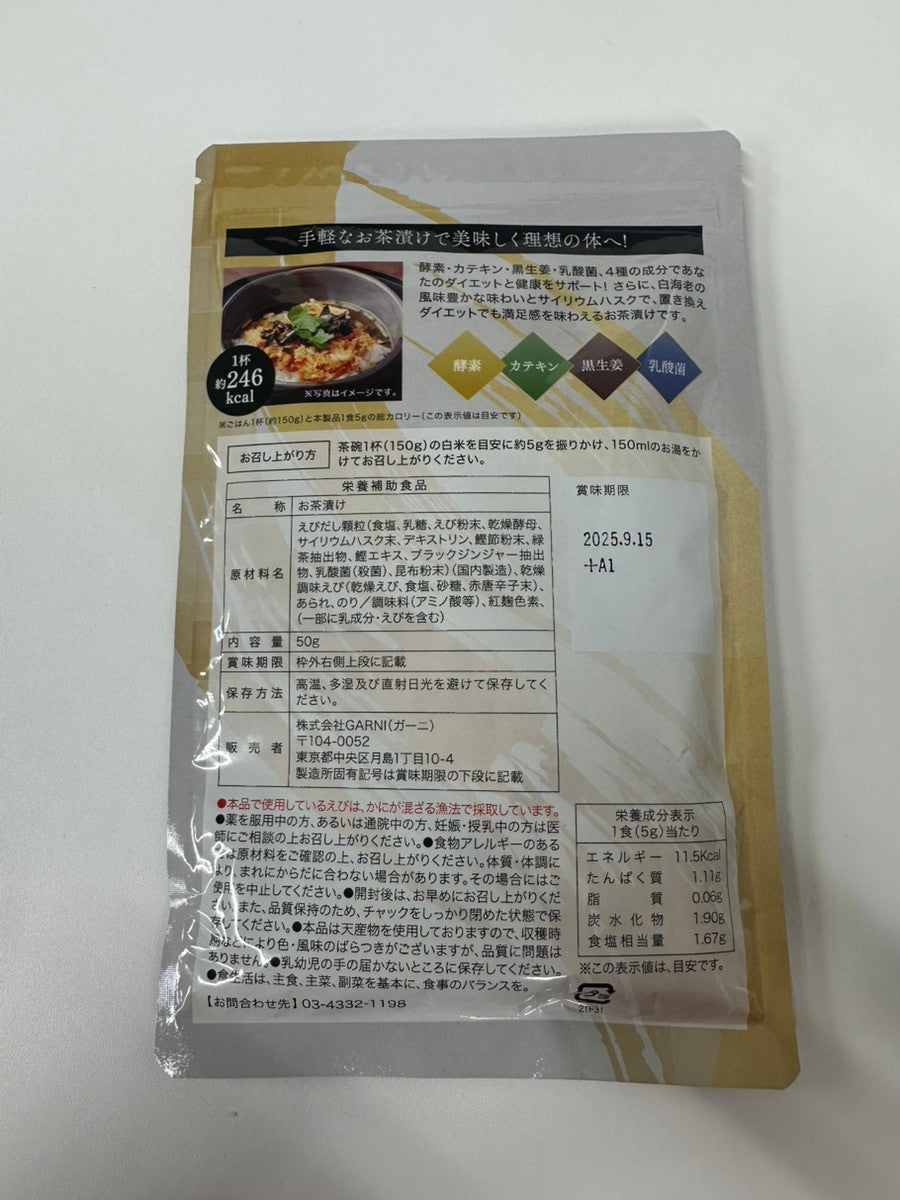 手軽なお茶漬けで美味しく理想の体へ!
酵素・カテキン・黒生姜・乳酸菌、4種の成分であな
たのダイエットと健康をサポート! さらに、白海老の
風味豊かな味わいとサイリウムハスクで、置き換え
ダイエットでも満足感を味わえるお茶漬けです。
1杯
約246
kcal
※写真はイメージです。
酵素
カテキン
黒生姜
乳酸菌
※ごはん1杯(約150g)と本製品1食5gの総カロリー(この表示値は目安です)
お召し上がり方
茶碗1杯(150g)の白米を目安に約5gを振りかけ、150mlのお湯をか
けてお召し上がりください。
栄養補助食品
名 称 お茶漬け
原材料名
えびだし顆粒(食塩、乳糖、えび粉末、乾燥酵母、
サイリウムハスク末、デキストリン、鰹節粉末、緑
茶抽出物、鰹エキス、ブラックジンジャー抽出
物、乳酸菌(殺菌)、昆布粉末)(国内製造)、乾燥
調味えび(乾燥えび、食塩、砂糖、赤唐辛子末)、
あられ、のり/調味料(アミノ酸等)、紅麹色素、
(一部に乳成分・えびを含む)
内容量 50g
賞味期限 枠外右側上段に記載
保存方法
高温、多湿及び直射日光を避けて保存してく
ださい。
販売者
株式会社GARNI(ガーニ)
〒104-0052
東京都中央区月島1丁目10-4
製造所固有記号は賞味期限の下段に記載
賞味期限
2025.9.15
+A1
●本品で使用しているえびは、かにが混ざる漁法で採取しています。
●薬を服用中の方、あるいは通院中の方、妊娠・授乳中の方は医
師にご相談の上お召し上がりください。●食物アレルギーのある
は原材料をご確認の上、お召し上がりください。体質・体調に
より、まれにからだに合わない場合があります。その場合にはご
使用を中止してください。●開封後は、お早めにお召し上がりくだ
さい。また、品質保持のため、チャックをしっかり閉めた状態で保
存してください。●本品は天産物を使用しておりますので、収穫時
期などにより色・風味のばらつきがございますが、品質に問題は
ありません。●乳幼児の手の届かないところに保存してください。
●食生活は、主食、主菜、副菜を基本に、食事のバランスを。
【お問合わせ先】03-4332-1198
栄養成分表示
1食(5g)当たり
エネルギー 11.5Kcal
たんぱく質 1.11g
脂質 0.06g
炭水化物 1.90g
食塩相当量 1.67g
※この表示値は、目安です。
21F31